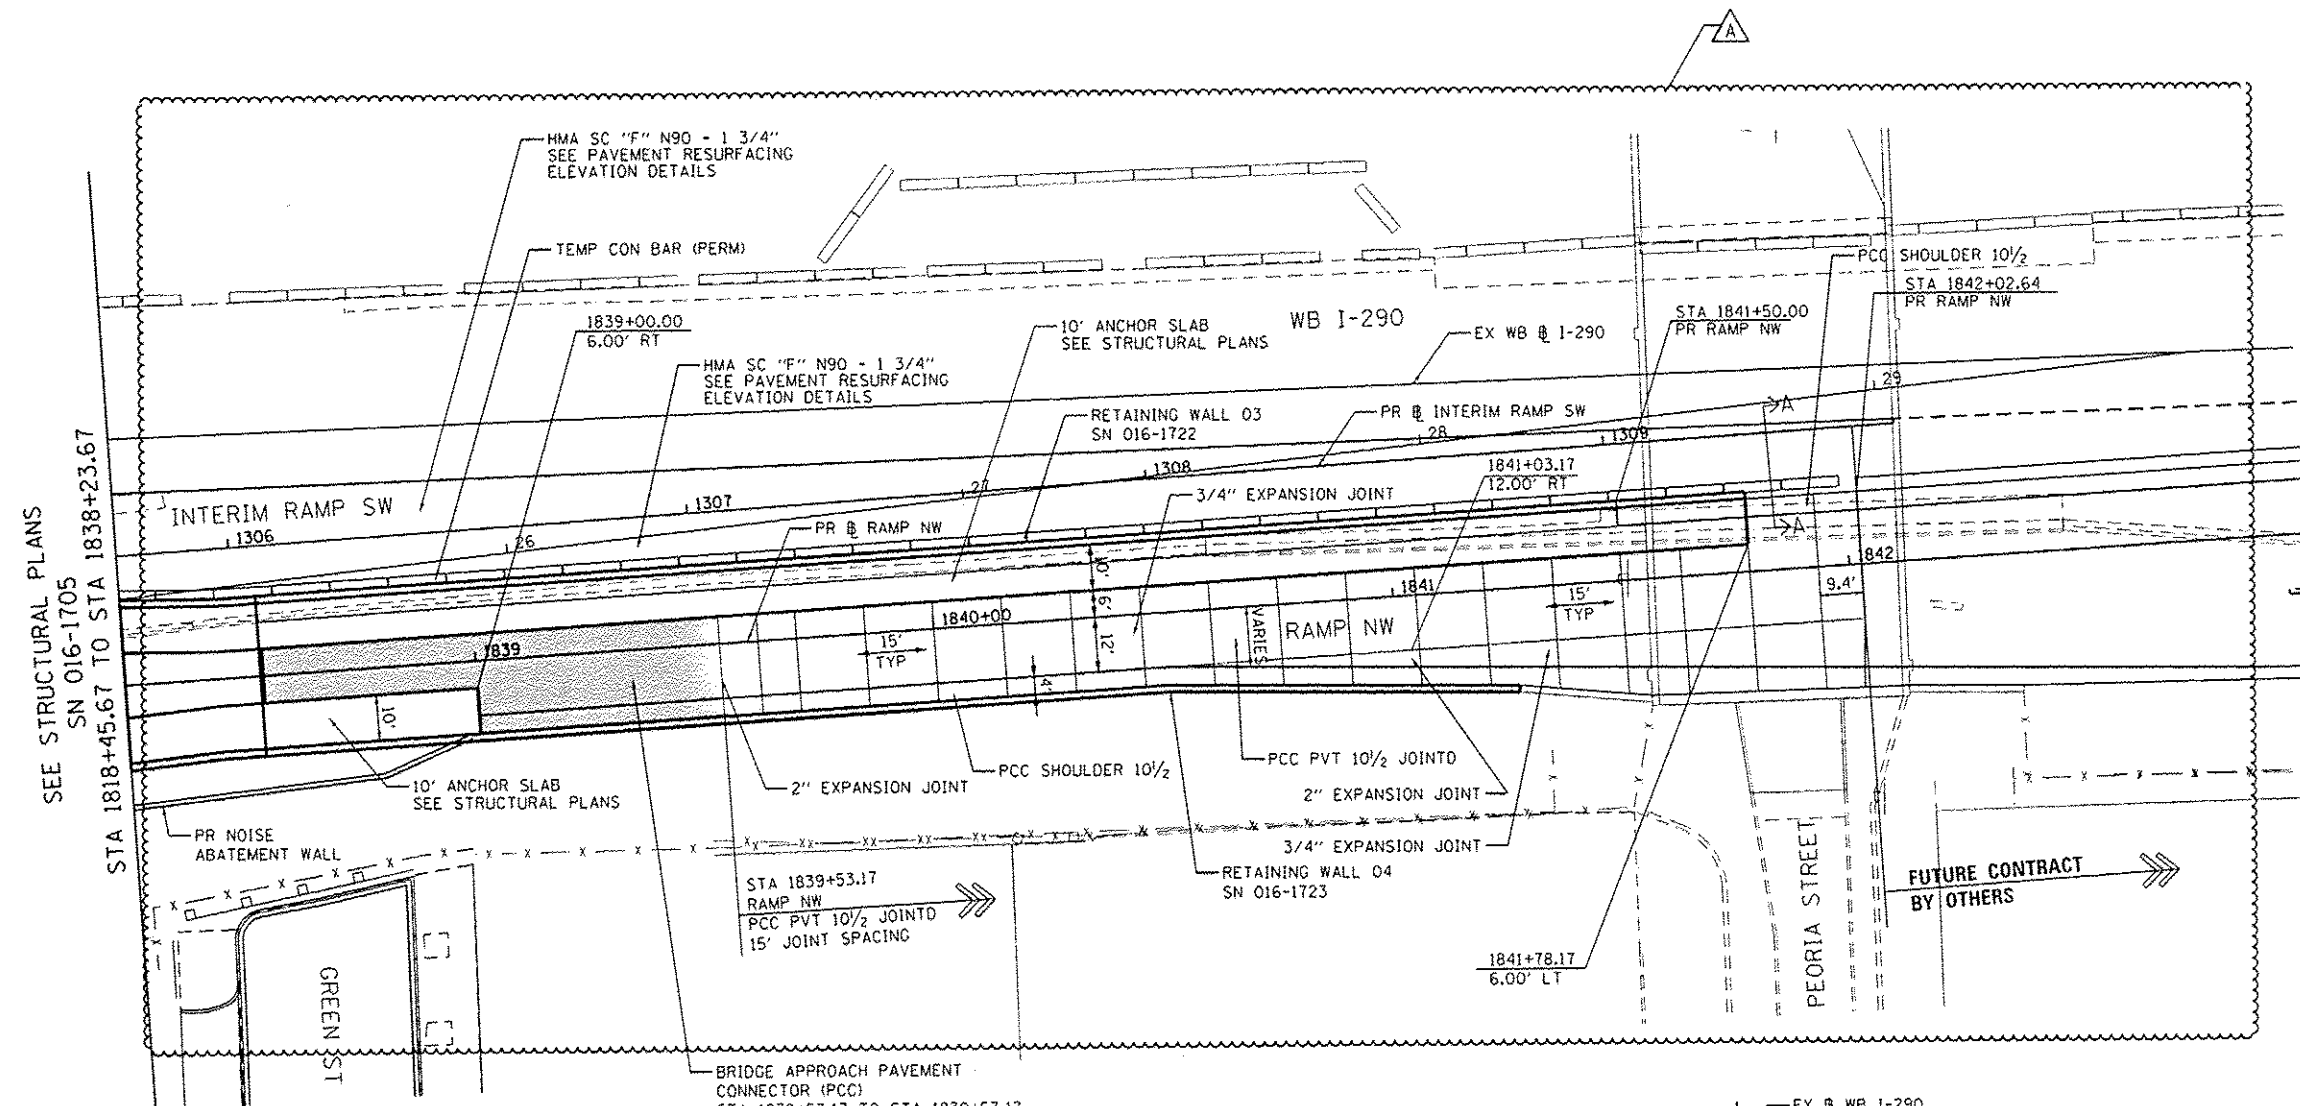 A
HMA SC "F" N90 - 1 3/4"
SEE PAVEMENT RESURFACING
ELEVATION DETAILS
TEMP CON BAR (PERM)
1839+00.00
6.00' RT
HMA SC "F" N90 - 1 3/4"
SEE PAVEMENT RESURFACING
ELEVATION DETAILS
10' ANCHOR SLAB
SEE STRUCTURAL PLANS
WB I-290
EX WB ℄ I-290
STA 1841+50.00
PR RAMP NW
PCC SHOULDER 10½
STA 1842+02.64
PR RAMP NW
RETAINING WALL 03
SN 016-1722
PR ℄ INTERIM RAMP SW
29
A
28
1309
1308
1841+03.17
12.00' RT
27
1307
3/4" EXPANSION JOINT
INTERIM RAMP SW
PR ℄ RAMP NW
1306
26
A
SEE STRUCTURAL PLANS
SN 016-1705
STA 1818+45.67 TO STA 1838+23.67
10'
6'
12'
4'
1839
1840+00
1841
1842
15'
TYP
VARIES
RAMP NW
15'
TYP
9.4'
10'
10' ANCHOR SLAB
SEE STRUCTURAL PLANS
2" EXPANSION JOINT
PCC SHOULDER 10½
PCC PVT 10½ JOINTD
2" EXPANSION JOINT
3/4" EXPANSION JOINT
PR NOISE
ABATEMENT WALL
RETAINING WALL 04
SN 016-1723
STA 1839+53.17
RAMP NW
PCC PVT 10½ JOINTD
15' JOINT SPACING
FUTURE CONTRACT
BY OTHERS
PEORIA STREET
1841+78.17
6.00' LT
GREEN ST
BRIDGE APPROACH PAVEMENT
CONNECTOR (PCC)
EX ℄ WB I-290